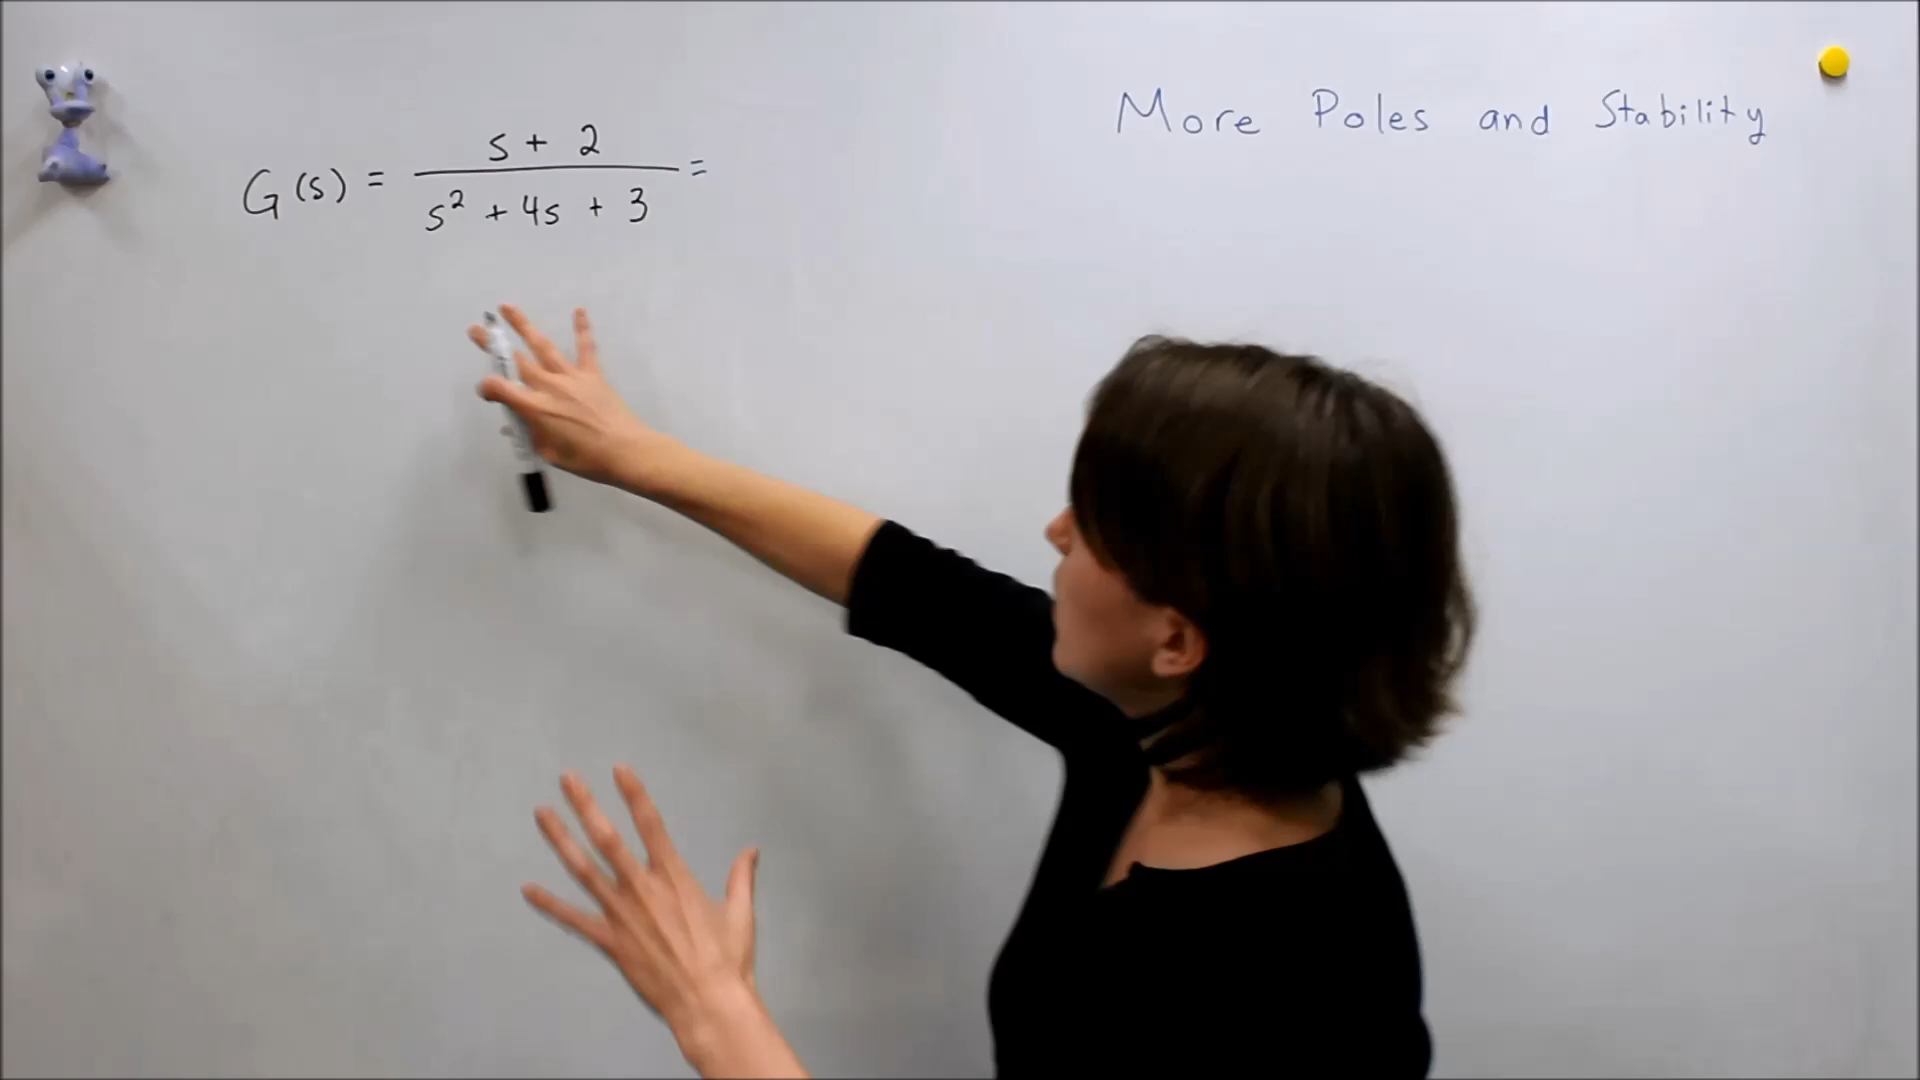 More Poles and Stability
G(s) = s + 2 / s² + 4s + 3 =